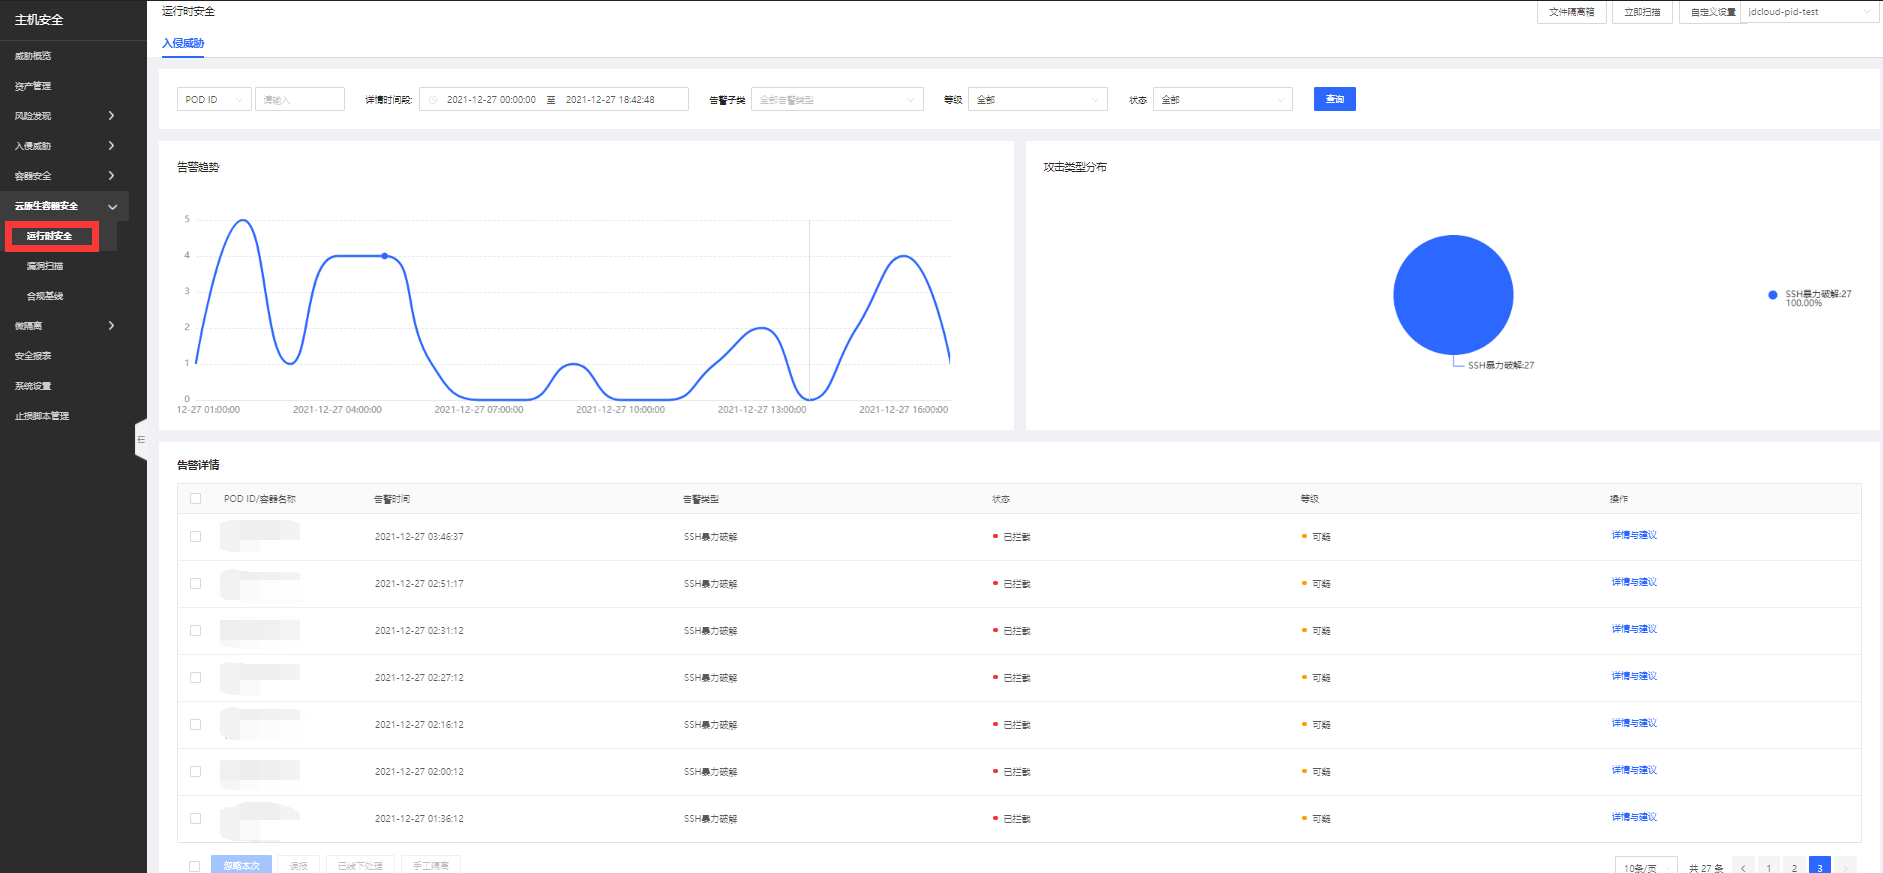 主机安全
威胁概览
资产管理
风险发现
入侵威胁
容器安全
云原生容器安全
运行时安全
漏洞扫描
合规基线
微隔离
安全报表
系统设置
止损脚本管理
运行时安全
文件隔离箱 立即扫描 自定义设置 jdcloud-pid-test
入侵威胁
POD ID 请输入 详情时间段: 2021-12-27 00:00:00 至 2021-12-27 18:42:48 告警子类 全部告警类型 等级 全部 状态 全部 查询
告警趋势
5
4
3
2
1
0
12-27 01:00:00 2021-12-27 04:00:00 2021-12-27 07:00:00 2021-12-27 10:00:00 2021-12-27 13:00:00 2021-12-27 16:00:00
攻击类型分布
SSH暴力破解:27
SSH暴力破解:27
100.00%
告警详情
POD ID/容器名称 告警时间 告警类型 状态 等级 操作
2021-12-27 03:46:37 SSH暴力破解 已拦截 可疑 详情与建议
2021-12-27 02:51:17 SSH暴力破解 已拦截 可疑 详情与建议
2021-12-27 02:31:12 SSH暴力破解 已拦截 可疑 详情与建议
2021-12-27 02:27:12 SSH暴力破解 已拦截 可疑 详情与建议
2021-12-27 02:16:12 SSH暴力破解 已拦截 可疑 详情与建议
2021-12-27 02:00:12 SSH暴力破解 已拦截 可疑 详情与建议
2021-12-27 01:36:12 SSH暴力破解 已拦截 可疑 详情与建议
忽略本次 误报 已线下处理 手工隔离 10条/页 共 27 条 1 2 3